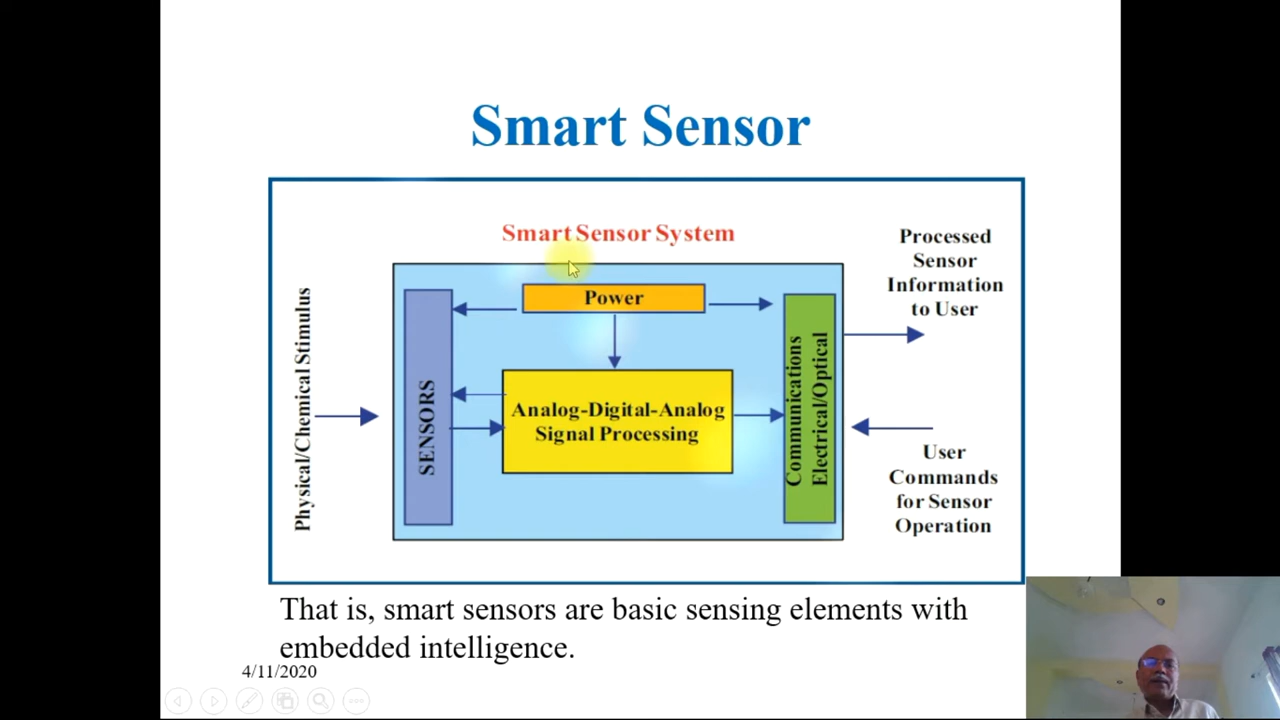 Smart Sensor
Smart Sensor System
Physical/Chemical Stimulus
SENSORS
Power
Analog-Digital-Analog
Signal Processing
Communications
Electrical/Optical
Processed
Sensor
Information
to User
User
Commands
for Sensor
Operation
That is, smart sensors are basic sensing elements with
embedded intelligence.
4/11/2020